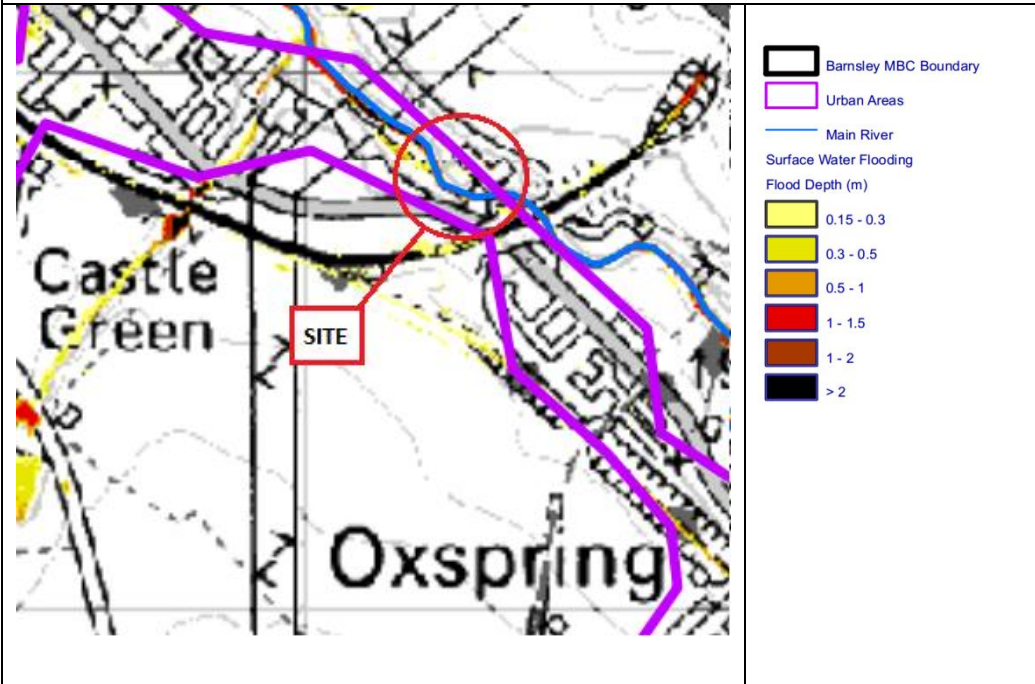 Castle
Green
SITE
Oxspring
Barnsley MBC Boundary
Urban Areas
Main River
Surface Water Flooding
Flood Depth (m)
0.15 - 0.3
0.3 - 0.5
0.5 - 1
1 - 1.5
1 - 2
> 2